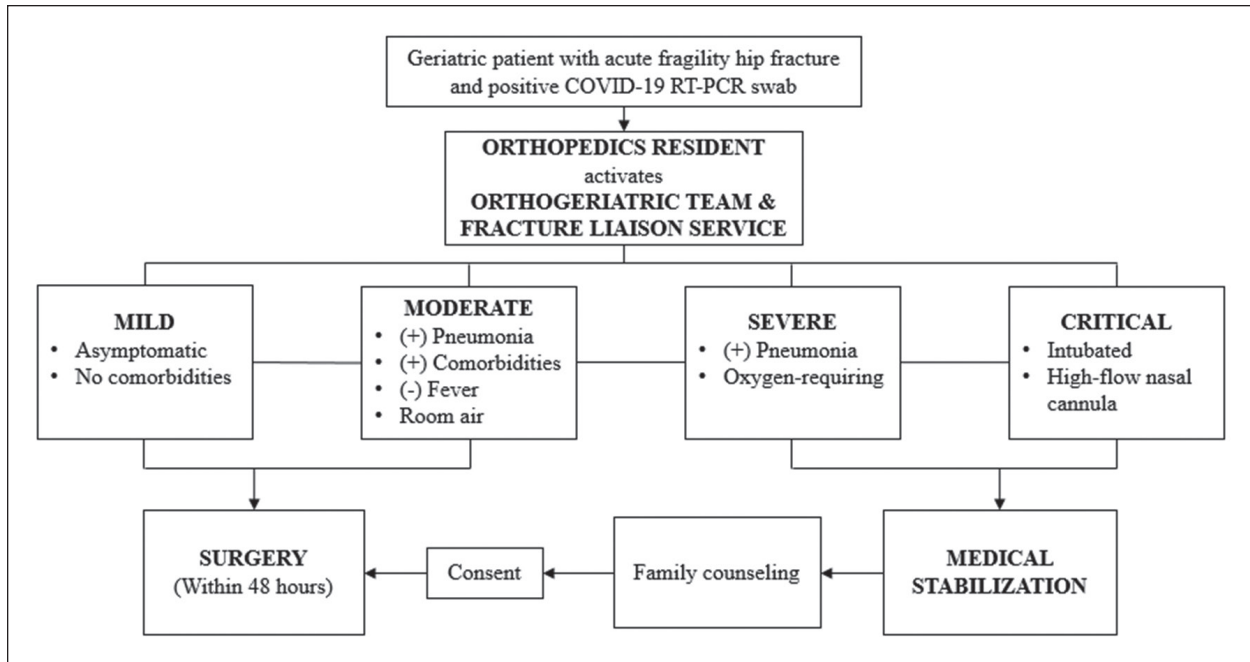 Geriatric patient with acute fragility hip fracture
and positive COVID-19 RT-PCR swab
ORTHOPEDICS RESIDENT
activates
ORTHOGERIATRIC TEAM &
FRACTURE LIAISON SERVICE
MILD
• Asymptomatic
• No comorbidities
MODERATE
• (+) Pneumonia
• (+) Comorbidities
• (-) Fever
• Room air
SEVERE
• (+) Pneumonia
• Oxygen-requiring
CRITICAL
• Intubated
• High-flow nasal
cannula
SURGERY
(Within 48 hours)
Consent
Family counseling
MEDICAL
STABILIZATION